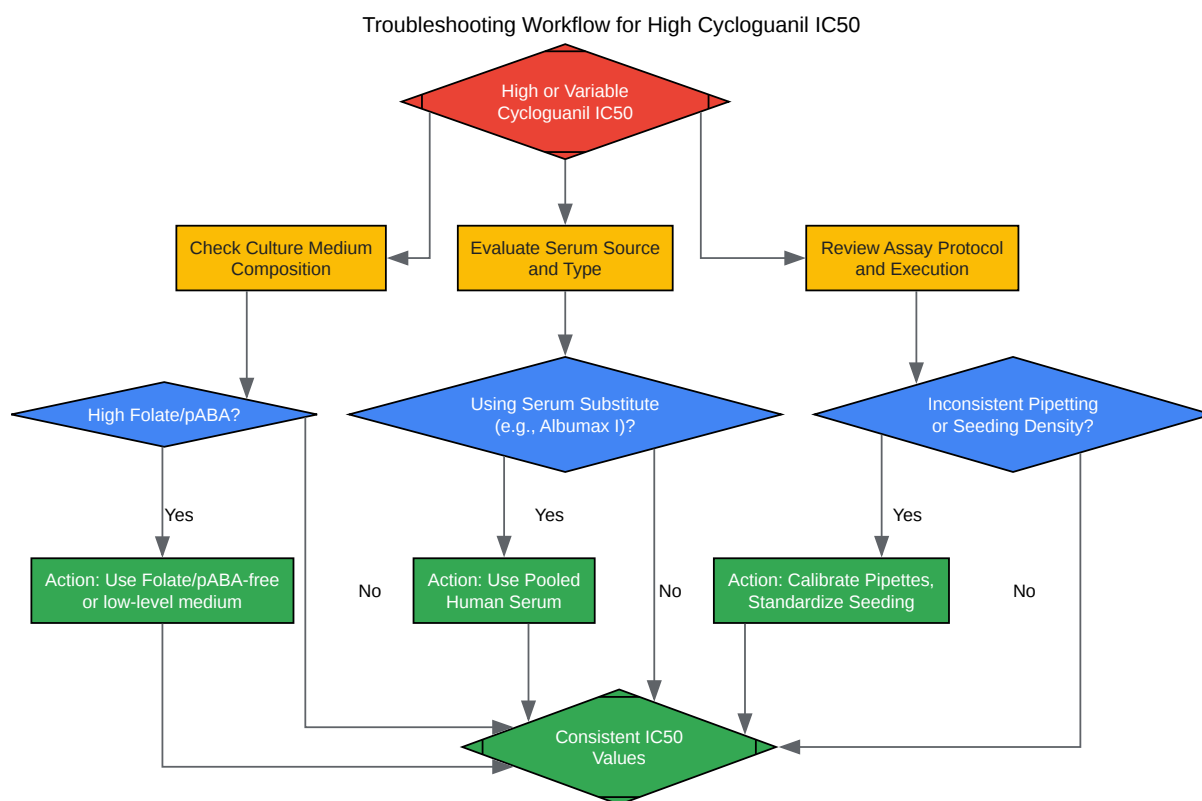 Troubleshooting Workflow for High Cycloguanil IC50
High or Variable
Cycloguanil IC50
Check Culture Medium
Composition
Evaluate Serum Source
and Type
Review Assay Protocol
and Execution
High Folate/pABA?
Using Serum Substitute
(e.g., Albumax I)?
Inconsistent Pipetting
or Seeding Density?
Yes
Yes
Yes
Action: Use Folate/pABA-free
or low-level medium
No
Action: Use Pooled
Human Serum
No
Action: Calibrate Pipettes,
Standardize Seeding
No
Consistent IC50
Values